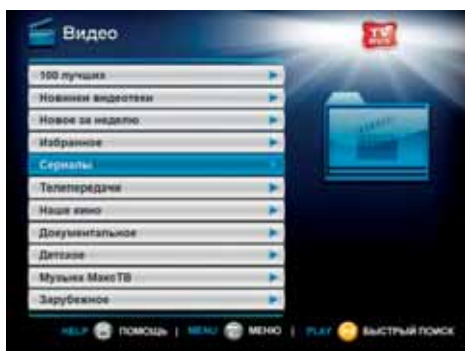 Видео
TV
100 лучших
Новинки видеотеки
Новое за неделю
Избранное
Сериалы
Телепередачи
Наше кино
Документальное
Детское
Музыка МаксТВ
Зарубежное
HELP ПОМОЩЬ | MENU МЕНЮ | PLAY БЫСТРЫЙ ПОИСК